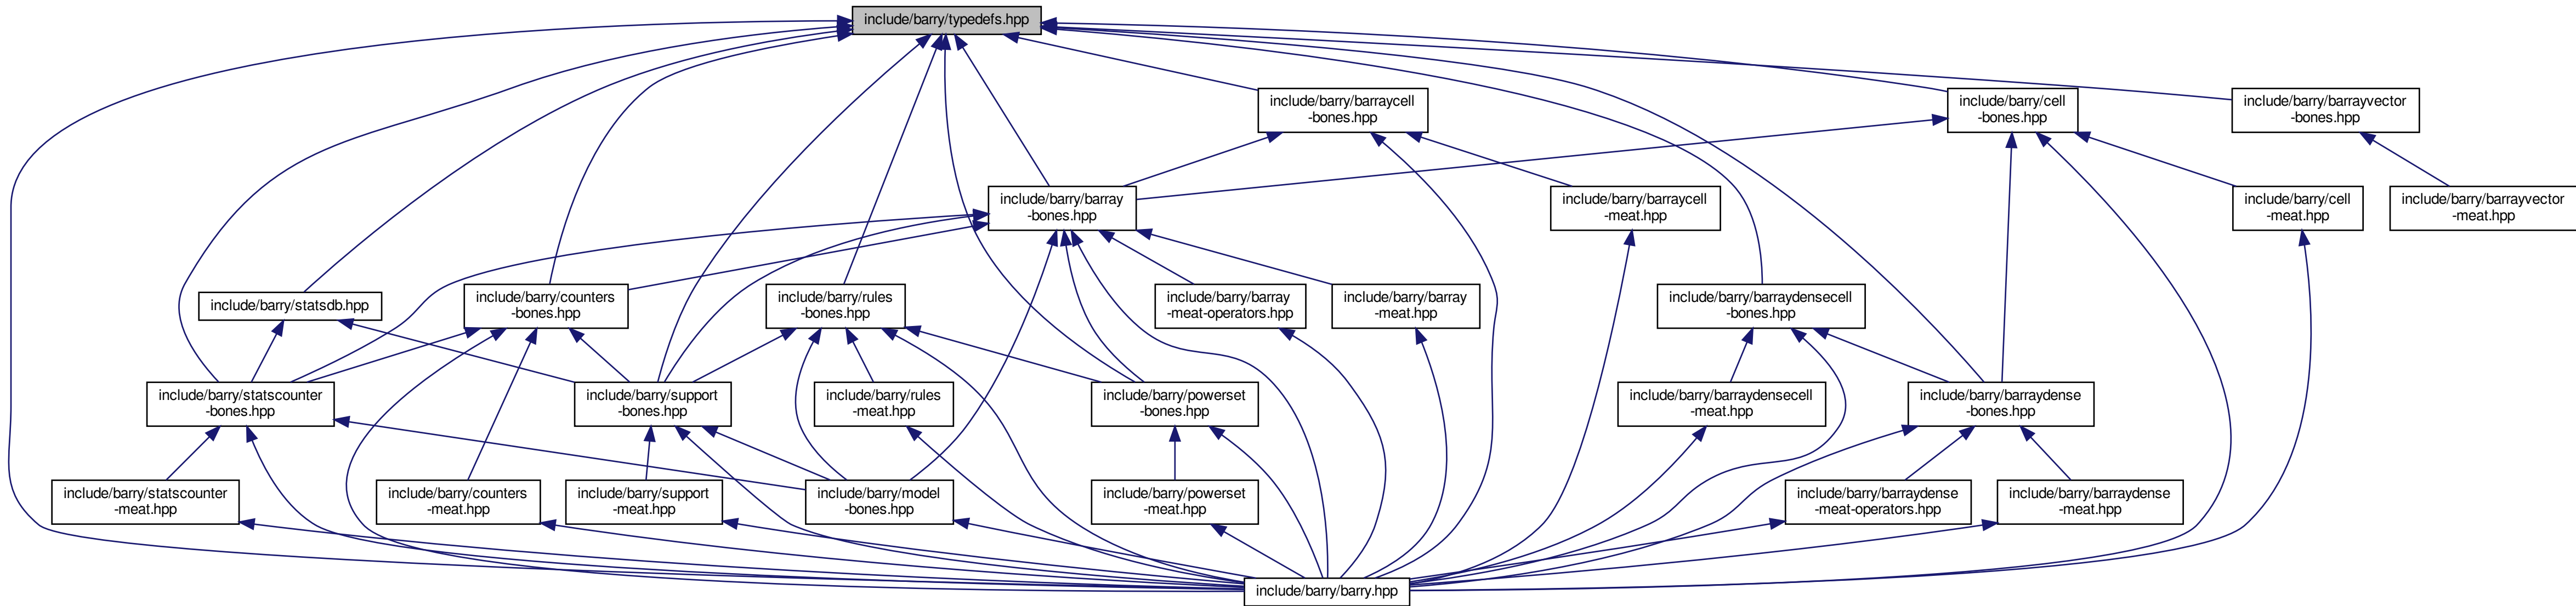 include/barry/typedefs.hpp
include/barry/barraycell
-bones.hpp
include/barry/cell
-bones.hpp
include/barry/barrayvector
-bones.hpp
include/barry/barray
-bones.hpp
include/barry/barraycell
-meat.hpp
include/barry/cell
-meat.hpp
include/barry/barrayvector
-meat.hpp
include/barry/statsdb.hpp
include/barry/counters
-bones.hpp
include/barry/rules
-bones.hpp
include/barry/barray
-meat-operators.hpp
include/barry/barray
-meat.hpp
include/barry/barraydensecell
-bones.hpp
include/barry/statscounter
-bones.hpp
include/barry/support
-bones.hpp
include/barry/rules
-meat.hpp
include/barry/powerset
-bones.hpp
include/barry/barraydensecell
-meat.hpp
include/barry/barraydense
-bones.hpp
include/barry/statscounter
-meat.hpp
include/barry/counters
-meat.hpp
include/barry/support
-meat.hpp
include/barry/model
-bones.hpp
include/barry/powerset
-meat.hpp
include/barry/barraydense
-meat-operators.hpp
include/barry/barraydense
-meat.hpp
include/barry/barry.hpp